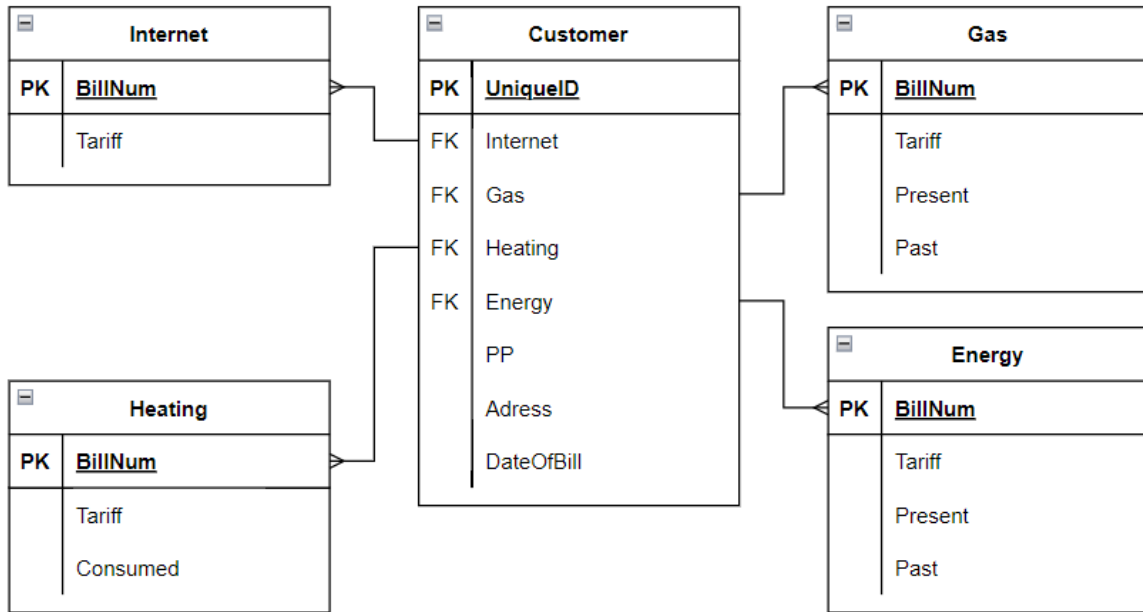 Internet
PK BillNum
Tariff
Customer
PK UniqueID
FK Internet
FK Gas
FK Heating
FK Energy
PP
Adress
DateOfBill
Gas
PK BillNum
Tariff
Present
Past
Heating
PK BillNum
Tariff
Consumed
Energy
PK BillNum
Tariff
Present
Past